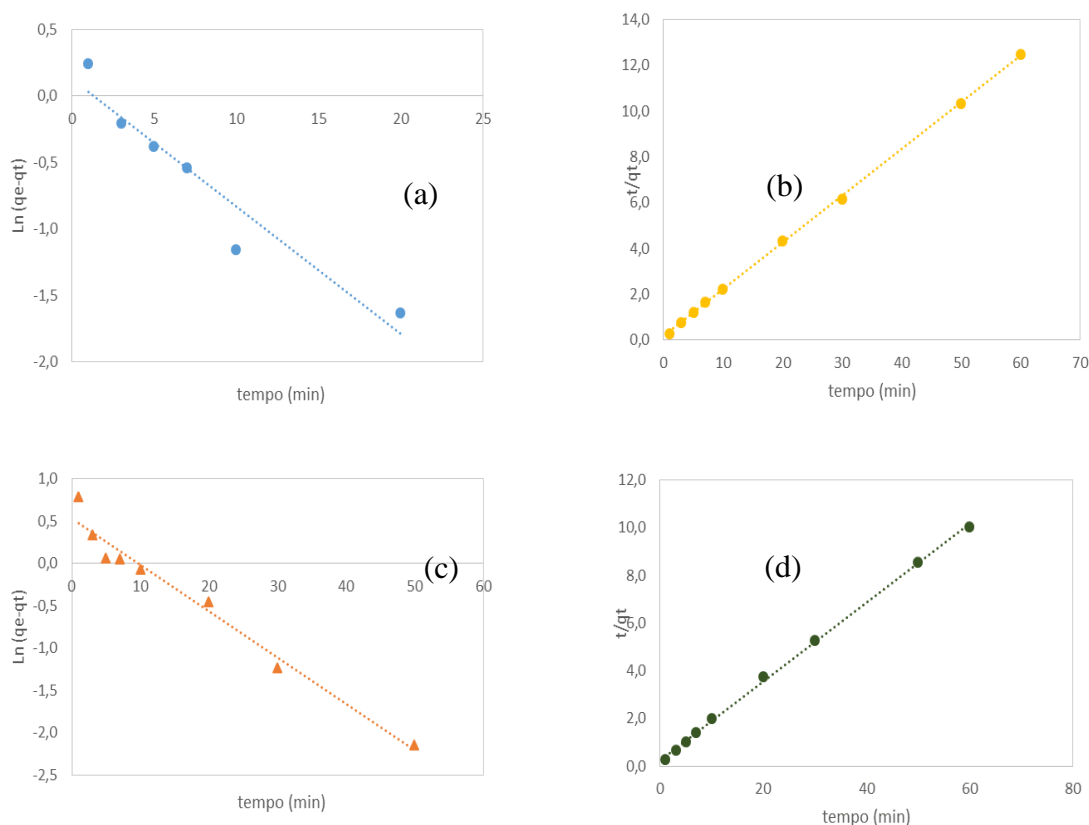 0,5
0,0
-0,5
-1,0
-1,5
-2,0
0 5 10 15 20 25
Ln (qe-qt)
tempo (min)
(a)
14,0
12,0
10,0
8,0
6,0
4,0
2,0
0,0
0 10 20 30 40 50 60 70
t/qt
tempo (min)
(b)
1,0
0,5
0,0
-0,5
-1,0
-1,5
-2,0
-2,5
0 10 20 30 40 50 60
Ln (qe-qt)
tempo (min)
(c)
12,0
10,0
8,0
6,0
4,0
2,0
0,0
0 20 40 60 80
t/qt
tempo (min)
(d)